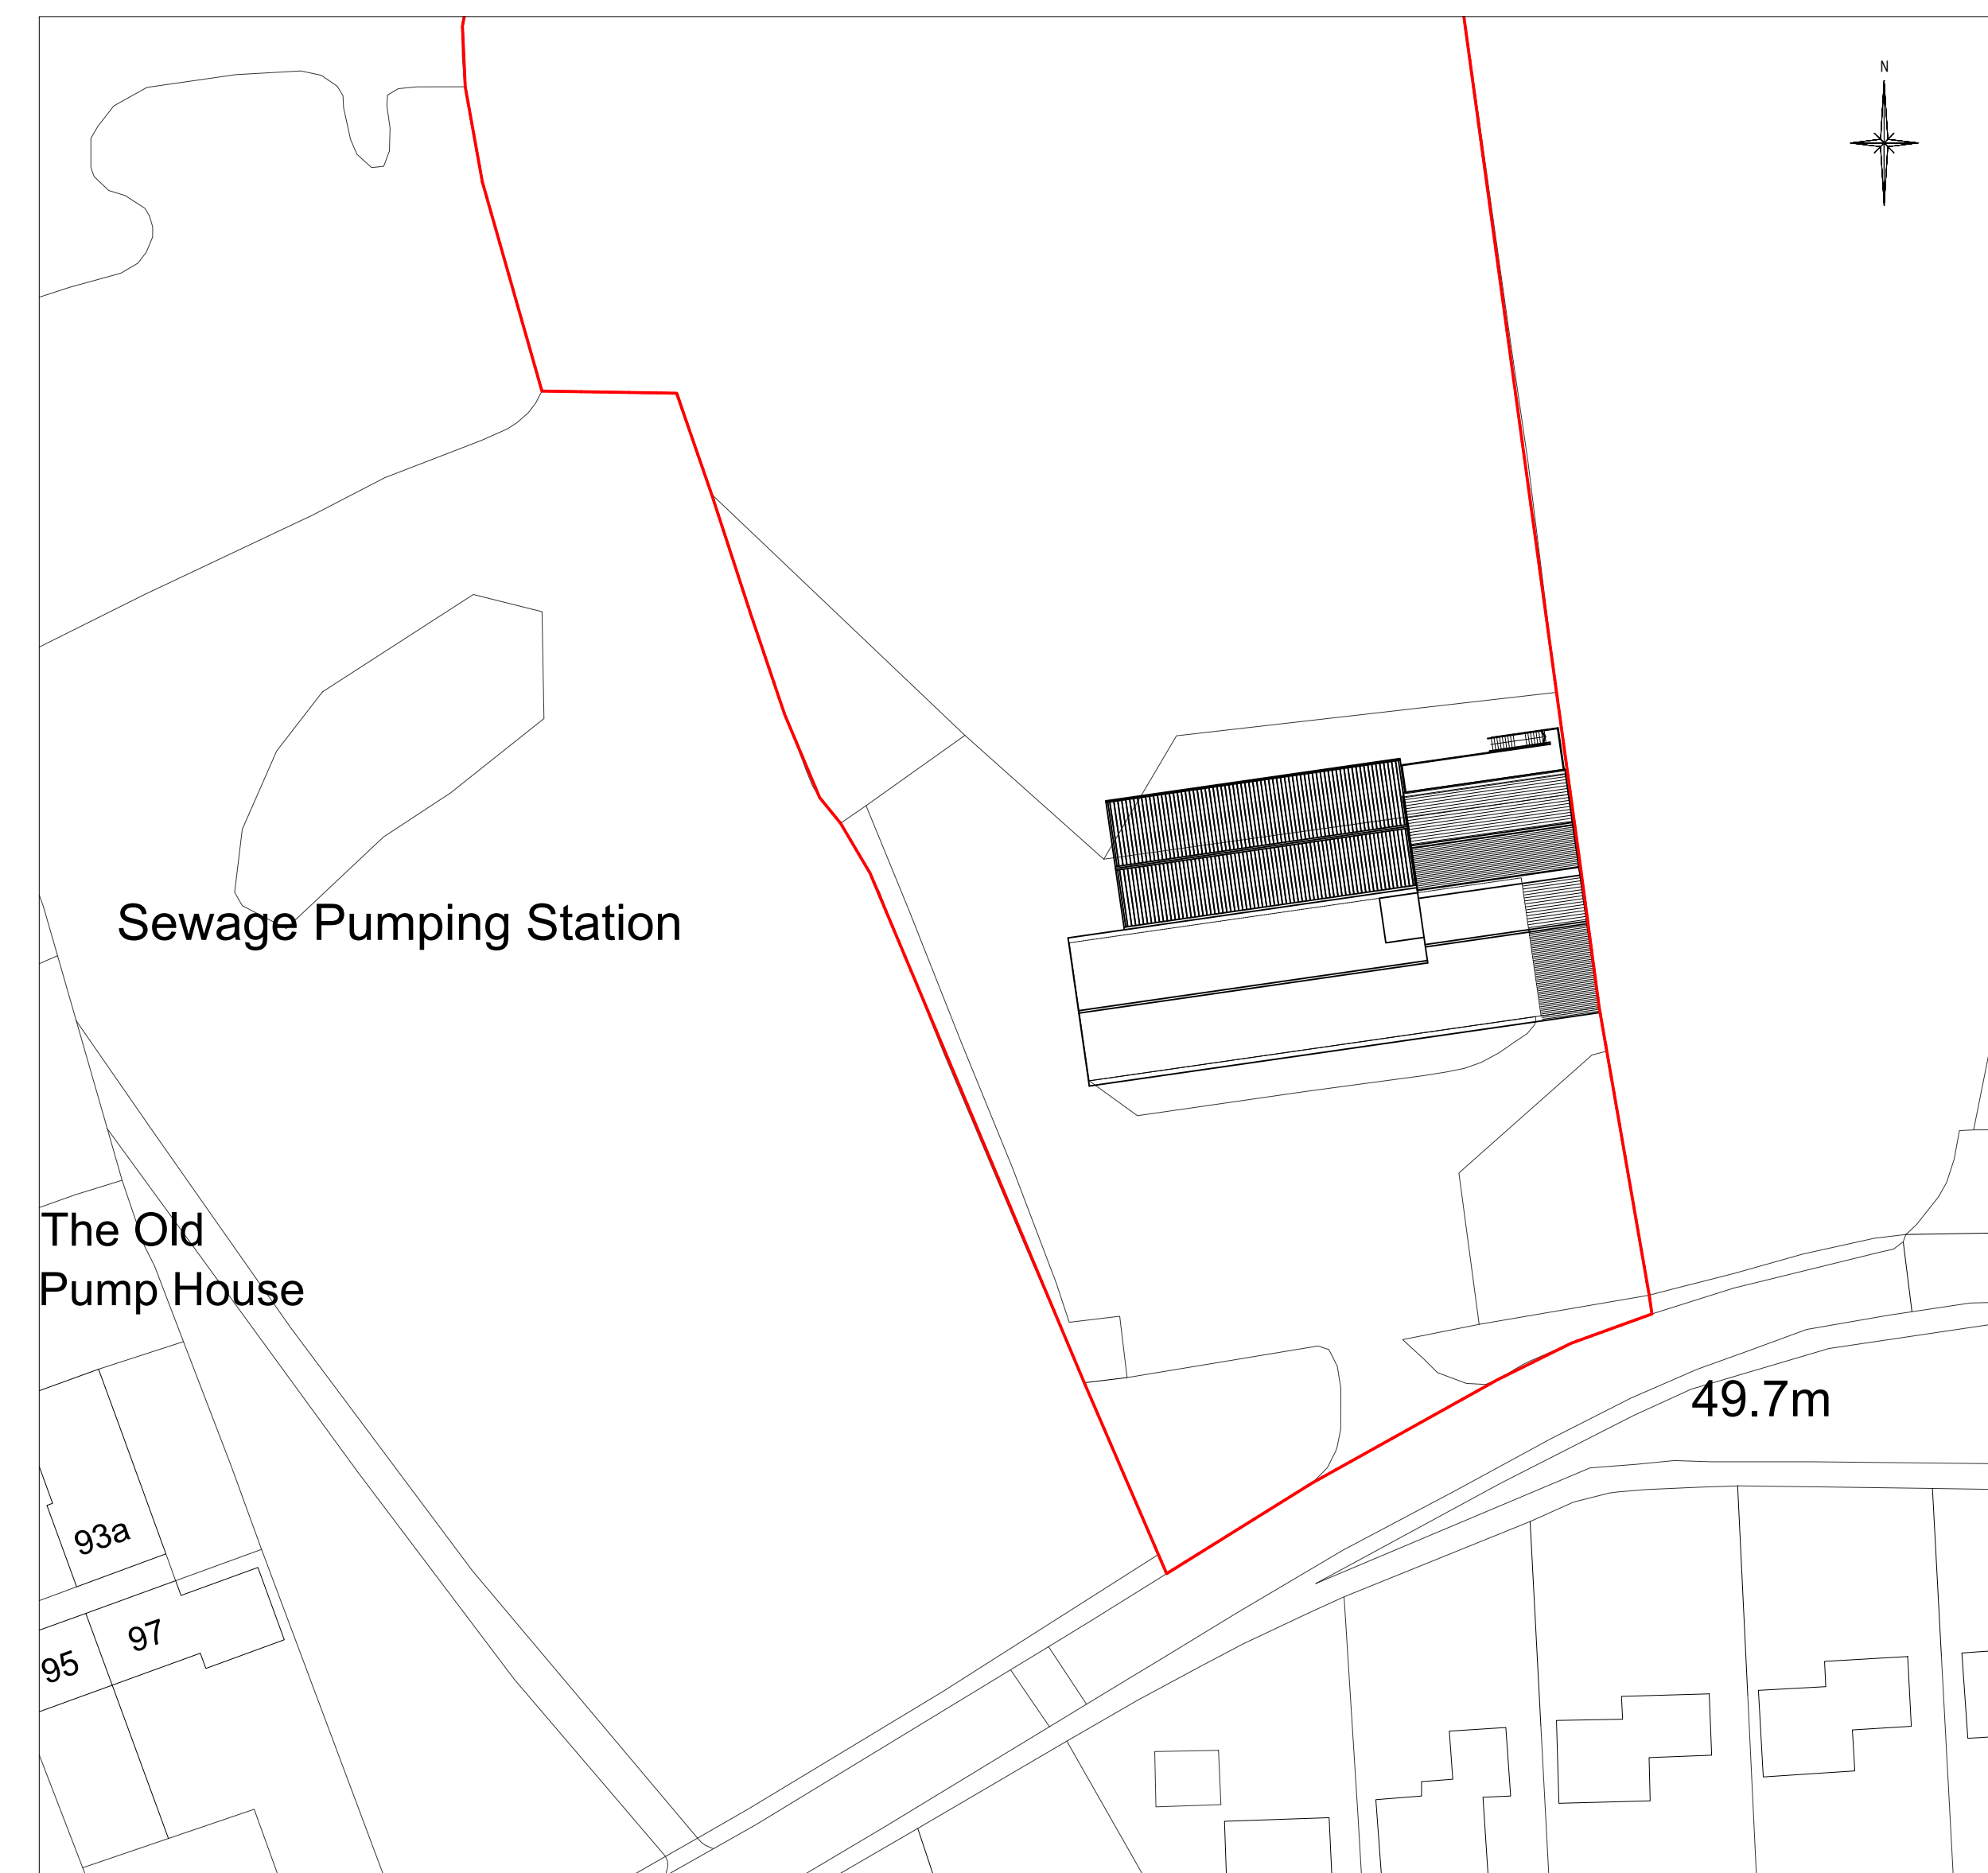 N
Sewage Pumping Station
The Old
Pump House
49.7m
93a
97
95